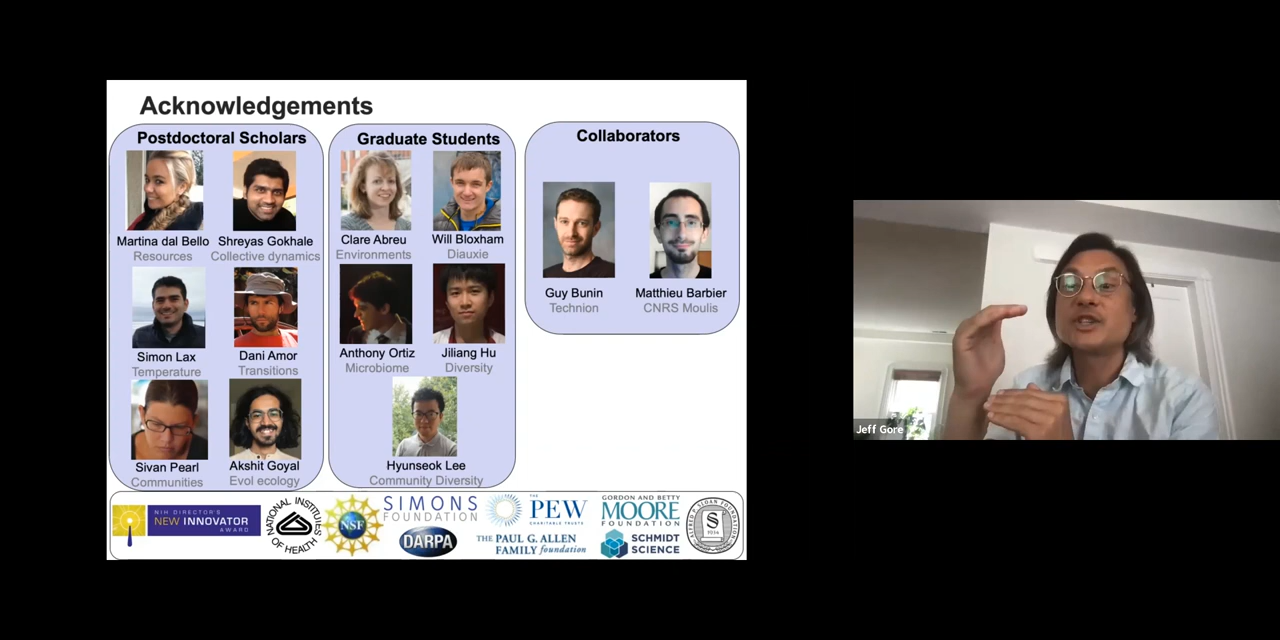 Acknowledgements
Postdoctoral Scholars
Martina dal Bello
Resources
Shreyas Gokhale
Collective dynamics
Simon Lax
Temperature
Dani Amor
Transitions
Sivan Pearl
Communities
Akshit Goyal
Evol ecology
Graduate Students
Clare Abreu
Environments
Will Bloxham
Diauxie
Anthony Ortiz
Microbiome
Jiliang Hu
Diversity
Hyunseok Lee
Community Diversity
Collaborators
Guy Bunin
Technion
Matthieu Barbier
CNRS Moulis
NIH DIRECTOR'S
NEW INNOVATOR
AWARD
NATIONAL INSTITUTES
OF HEALTH
NSF
SIMONS
FOUNDATION
DARPA
THE
PEW
CHARITABLE TRUSTS
THE PAUL G. ALLEN
FAMILY foundation
GORDON AND BETTY
MOORE
FOUNDATION
SCHMIDT
SCIENCE
S
Jeff Gore